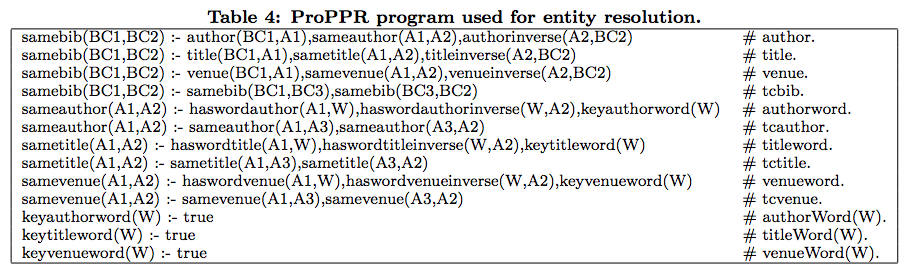 Table 4: ProPPR program used for entity resolution.
samebib(BC1,BC2) :- author(BC1,A1),sameauthor(A1,A2),authorinverse(A2,BC2) # author.
samebib(BC1,BC2) :- title(BC1,A1),sametitle(A1,A2),titleinverse(A2,BC2) # title.
samebib(BC1,BC2) :- venue(BC1,A1),samevenue(A1,A2),venueinverse(A2,BC2) # venue.
samebib(BC1,BC2) :- samebib(BC1,BC3),samebib(BC3,BC2) # tcbib.
sameauthor(A1,A2) :- haswordauthor(A1,W),haswordauthorinverse(W,A2),keyauthorword(W) # authorword.
sameauthor(A1,A2) :- sameauthor(A1,A3),sameauthor(A3,A2) # tcauthor.
sametitle(A1,A2) :- haswordtitle(A1,W),haswordtitleinverse(W,A2),keytitleword(W) # titleword.
sametitle(A1,A2) :- sametitle(A1,A3),sametitle(A3,A2) # tctitle.
samevenue(A1,A2) :- haswordvenue(A1,W),haswordvenueinverse(W,A2),keyvenueword(W) # venueword.
samevenue(A1,A2) :- samevenue(A1,A3),samevenue(A3,A2) # tcvenue.
keyauthorword(W) :- true # authorWord(W).
keytitleword(W) :- true # titleWord(W).
keyvenueword(W) :- true # venueWord(W).